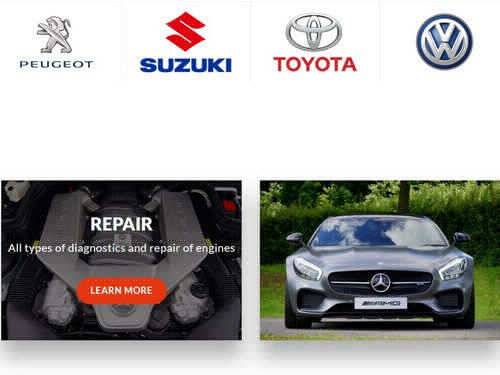 PEUGEOT
SUZUKI
TOYOTA
REPAIR
All types of diagnostics and repair of engines
LEARN MORE
AMG